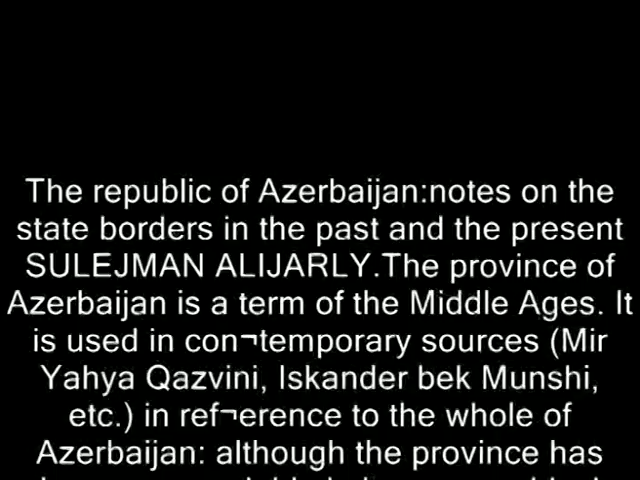 The republic of Azerbaijan:notes on the
state borders in the past and the present
SULEJMAN ALIJARLY.The province of
Azerbaijan is a term of the Middle Ages. It
is used in con¬temporary sources (Mir
Yahya Qazvini, Iskander bek Munshi,
etc.) in ref¬erence to the whole of
Azerbaijan: although the province has